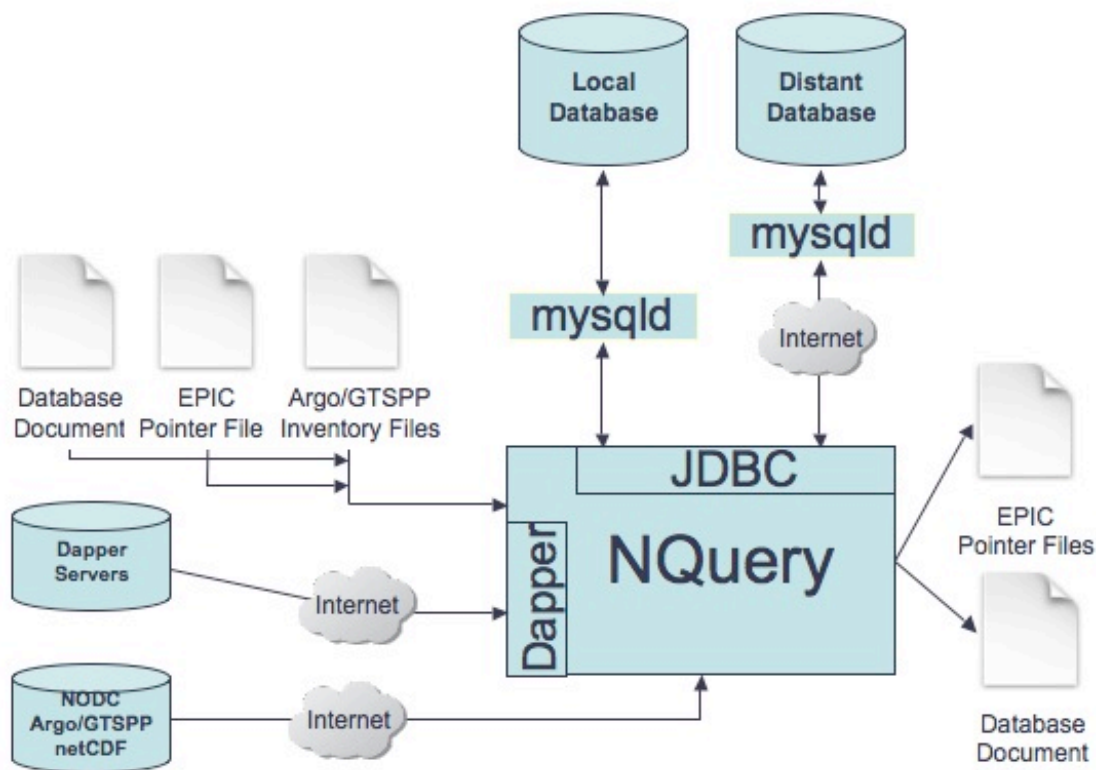 Local
Database
Distant
Database
mysqld
mysqld
Internet
Database
Document
EPIC
Pointer File
Argo/GTSPP
Inventory Files
JDBC
NQuery
Dapper
Dapper
Servers
Internet
NODC
Argo/GTSPP
netCDF
Internet
EPIC
Pointer Files
Database
Document